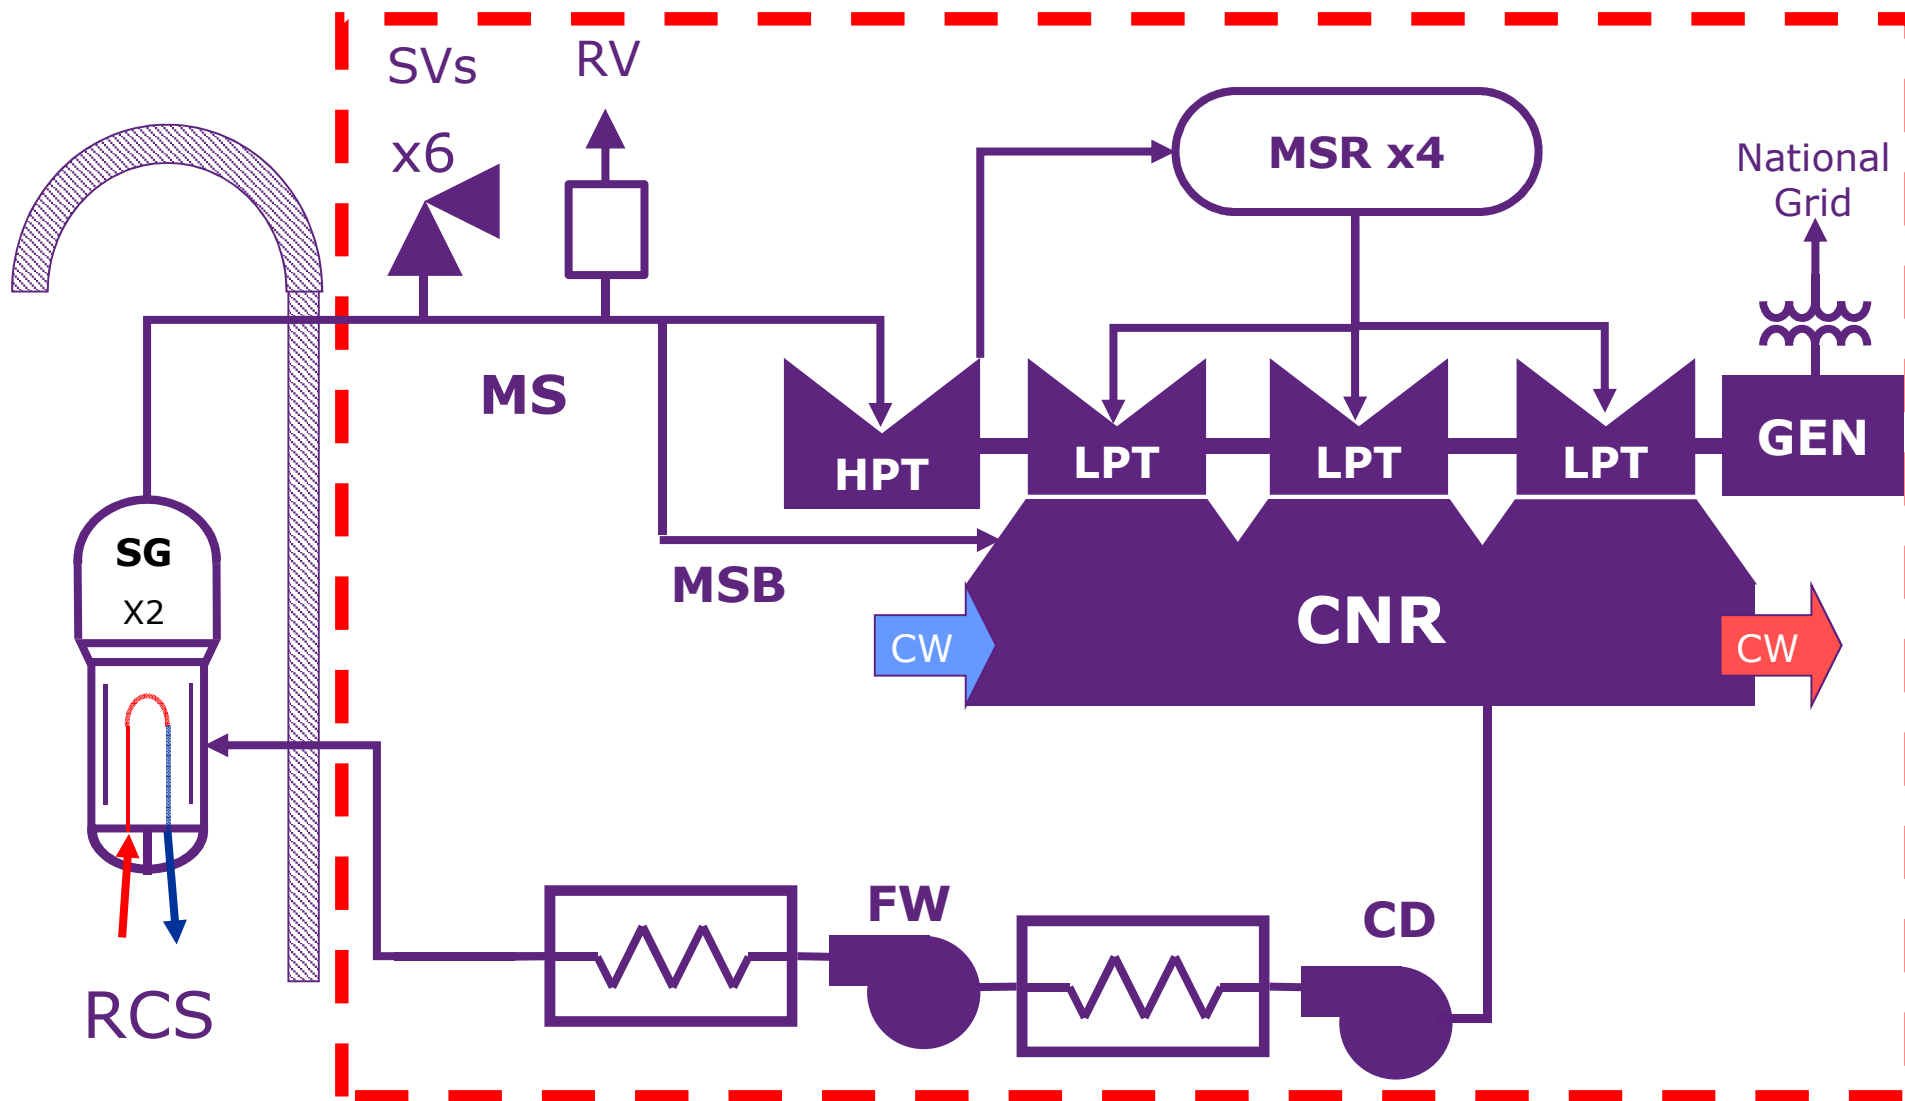 SVs
x6
RV
MSR x4
National
Grid
MS
HPT
LPT
LPT
LPT
GEN
SG
X2
MSB
CNR
CW
CW
FW
CD
RCS